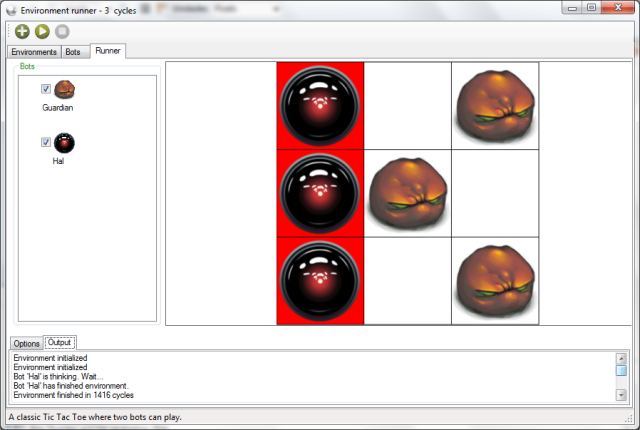 Environment runner - 3 cycles
Environments
Bots
Runner
Bots
Guardian
Hal
Options
Output
Environment initialized
Environment initialized
Bot 'Hal' is thinking. Wait...
Bot 'Hal' has finished environment.
Environment finished in 1416 cycles
A classic Tic Tac Toe where two bots can play.